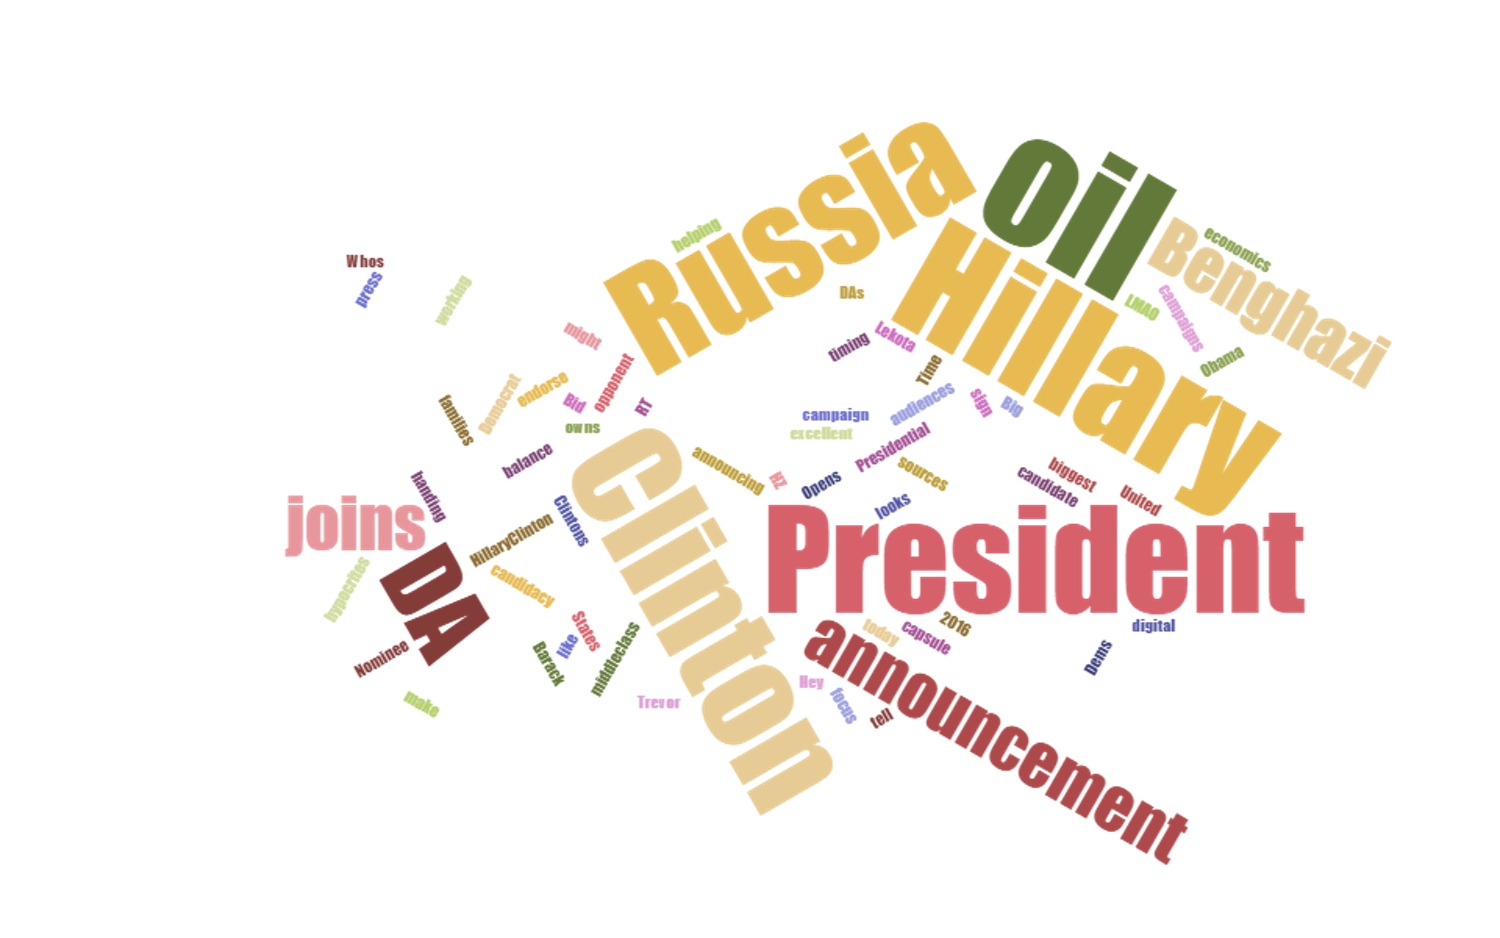 Russia
oil
Hillary
Benghazi
economics
helping
Whos
press
working
DAs
LMAO
campaigns
might
timing
Lekota
Time
Obama
opponent
endorse
Democrat
families
Bid
RT
owns
campaign
excellent
audiences
sign
Big
balance
Clinton
announcing
NZ
Opens
Presidential
sources
looks
biggest
candidate
United
handing
joins
HillaryClinton
Clintons
President
DA
candidacy
hypocrites
Nominee
make
States
like
Barack
middleclass
Trevor
today
capsule
2016
digital
Dems
announcement
Hey
focus
tell